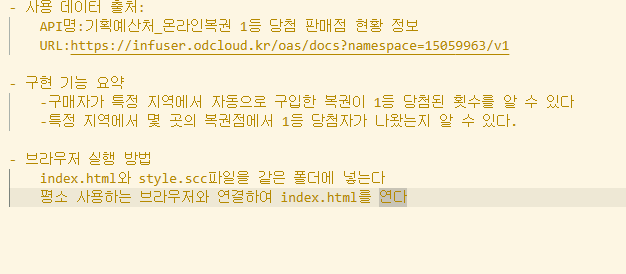 - 사용 데이터 출처:
API명:기획예산처_온라인복권 1등 당첨 판매점 현황 정보
URL:https://infuser.odcloud.kr/oas/docs?namespace=15059963/v1
- 구현 기능 요약
-구매자가 특정 지역에서 자동으로 구입한 복권이 1등 당첨된 횟수를 알 수 있다
-특정 지역에서 몇 곳의 복권점에서 1등 당첨자가 나왔는지 알 수 있다.
- 브라우저 실행 방법
index.html와 style.scc파일을 같은 폴더에 넣는다
평소 사용하는 브라우저와 연결하여 index.html를 연다